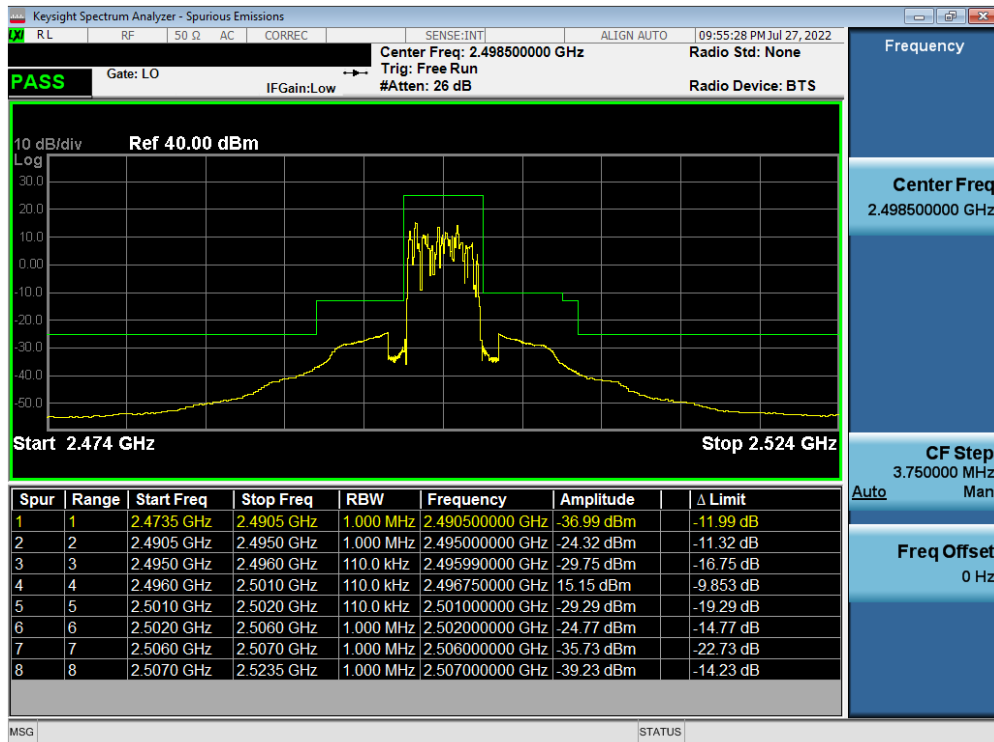 Keysight Spectrum Analyzer - Spurious Emissions
LXI RL RF 50 Ω AC CORREC SENSE:INT ALIGN AUTO 09:55:28 PM Jul 27, 2022
Center Freq: 2.498500000 GHz Radio Std: None
Trig: Free Run
PASS Gate: LO IFGain:Low #Atten: 26 dB Radio Device: BTS
Frequency
10 dB/div Ref 40.00 dBm
Log
30.0
20.0
10.0
0.00
-10.0
-20.0
-30.0
-40.0
-50.0
Start 2.474 GHz Stop 2.524 GHz
Center Freq
2.498500000 GHz
CF Step
3.750000 MHz
Auto Man
Freq Offset
0 Hz
Spur Range Start Freq Stop Freq RBW Frequency Amplitude Δ Limit
1 1 2.4735 GHz 2.4905 GHz 1.000 MHz 2.490500000 GHz -36.99 dBm -11.99 dB
2 2 2.4905 GHz 2.4950 GHz 1.000 MHz 2.495000000 GHz -24.32 dBm -11.32 dB
3 3 2.4950 GHz 2.4960 GHz 110.0 kHz 2.495990000 GHz -29.75 dBm -16.75 dB
4 4 2.4960 GHz 2.5010 GHz 110.0 kHz 2.496750000 GHz 15.15 dBm -9.853 dB
5 5 2.5010 GHz 2.5020 GHz 110.0 kHz 2.501000000 GHz -29.29 dBm -19.29 dB
6 6 2.5020 GHz 2.5060 GHz 1.000 MHz 2.502000000 GHz -24.77 dBm -14.77 dB
7 7 2.5060 GHz 2.5070 GHz 1.000 MHz 2.506000000 GHz -35.73 dBm -22.73 dB
8 8 2.5070 GHz 2.5235 GHz 1.000 MHz 2.507000000 GHz -39.23 dBm -14.23 dB
MSG STATUS